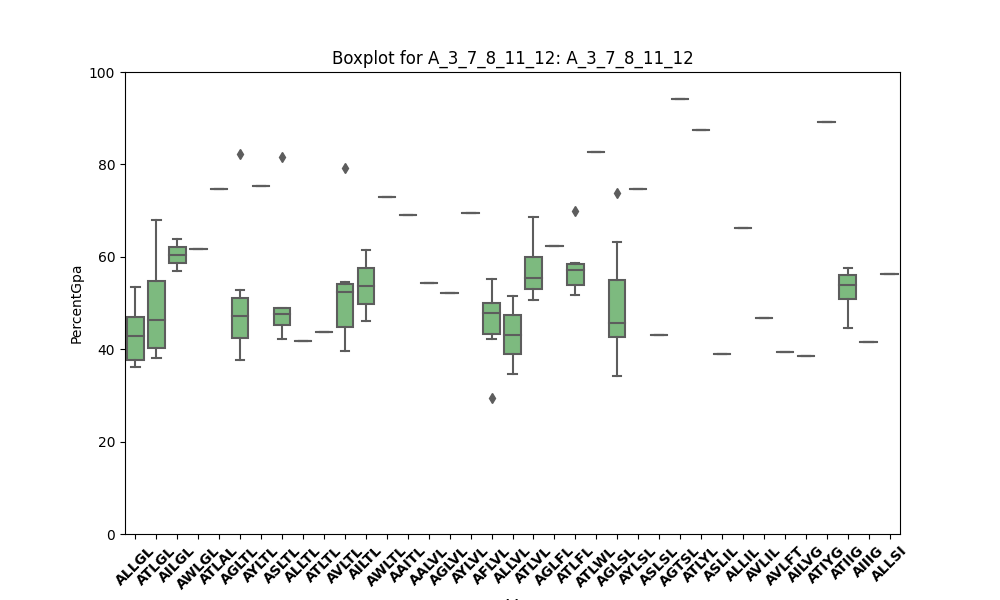 Boxplot for A_3_7_8_11_12: A_3_7_8_11_12
PercentGpa
100
80
60
40
20
0
ALLGL
ATLGL
AILGL
AWLGL
ATLAL
AGLTL
AYLTL
ASLTL
ALLTL
ATLTL
AVLTL
AILTL
AWLTL
AAITL
AALVL
AGLVL
AYLVL
AFLVL
ALLVL
ATLVL
AGLFL
ATLFL
ATLWL
AGLSL
AYLSL
ASLSL
AGTSL
ATLYL
ASLIL
ALLIL
AVLIL
AVLFT
AILVG
ATIYG
ATIIG
AIIIG
ALLSI